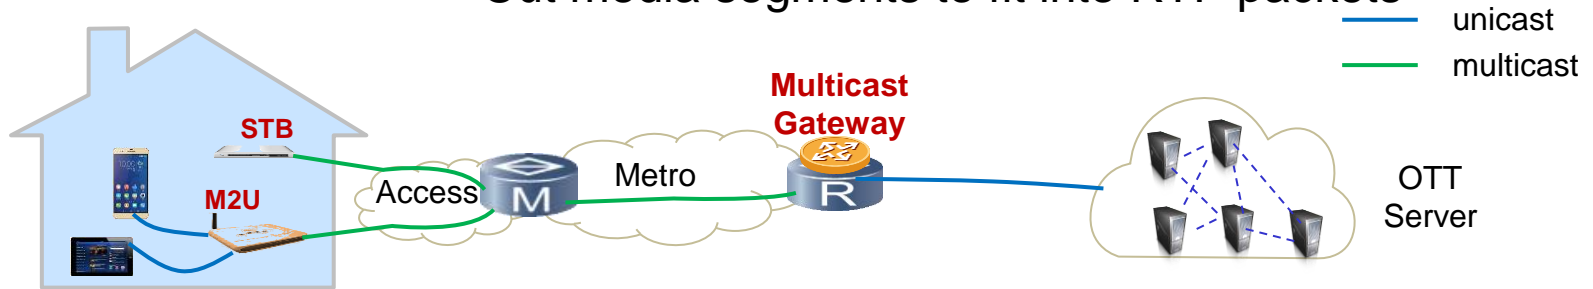 unicast
multicast
Multicast
Gateway
STB
M2U
Access
M
Metro
R
OTT
Server